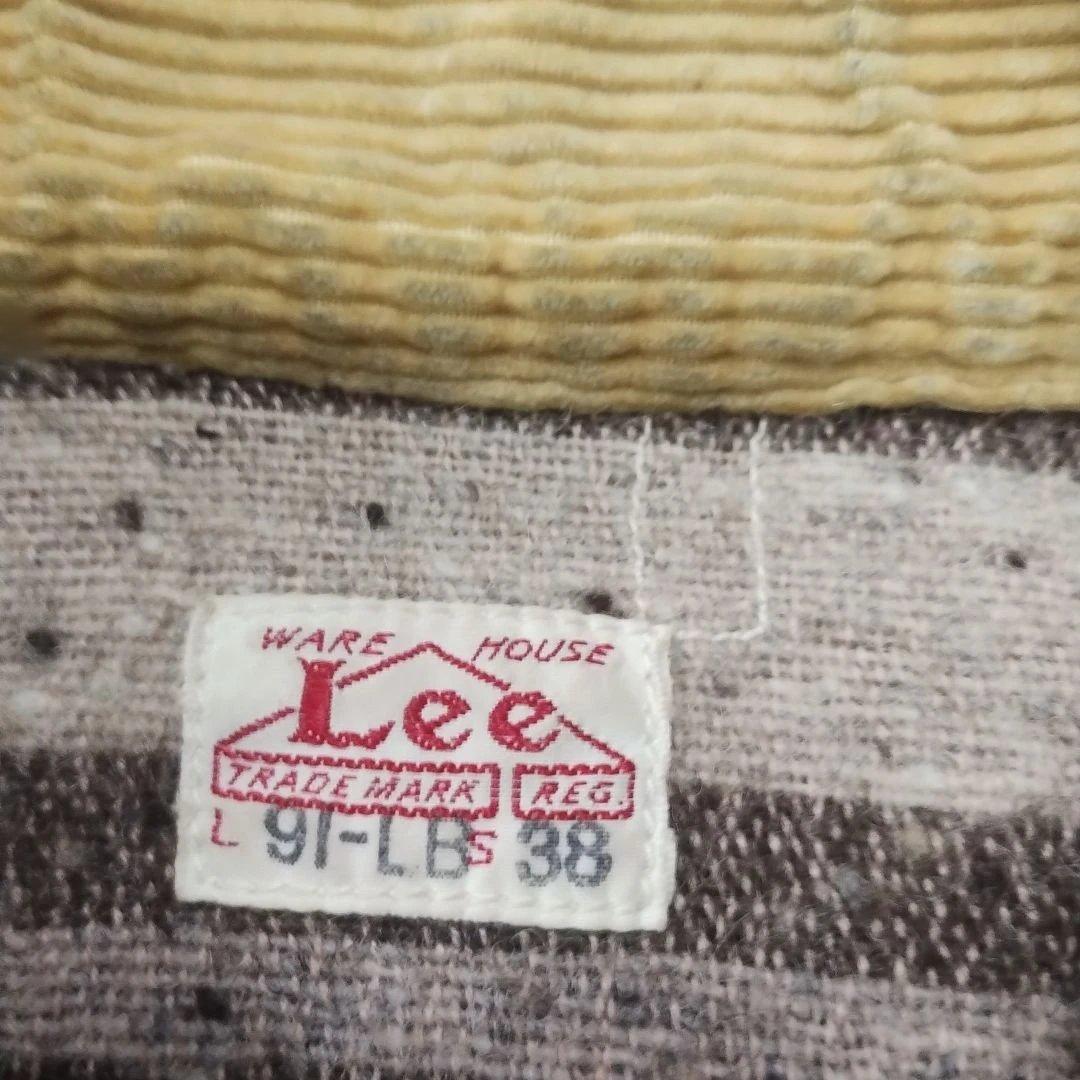 WARE HOUSE
Lee
TRADE MARK REG.
L 91-LB S 38